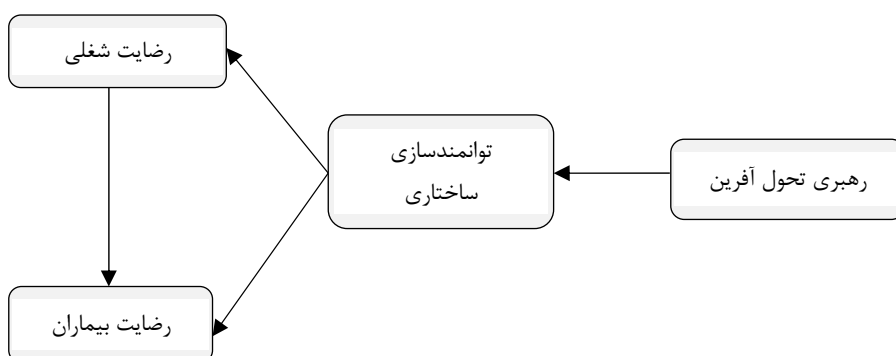 رضایت شغلی
توانمندسازی
ساختاری
رهبری تحول آفرین
رضایت بیماران